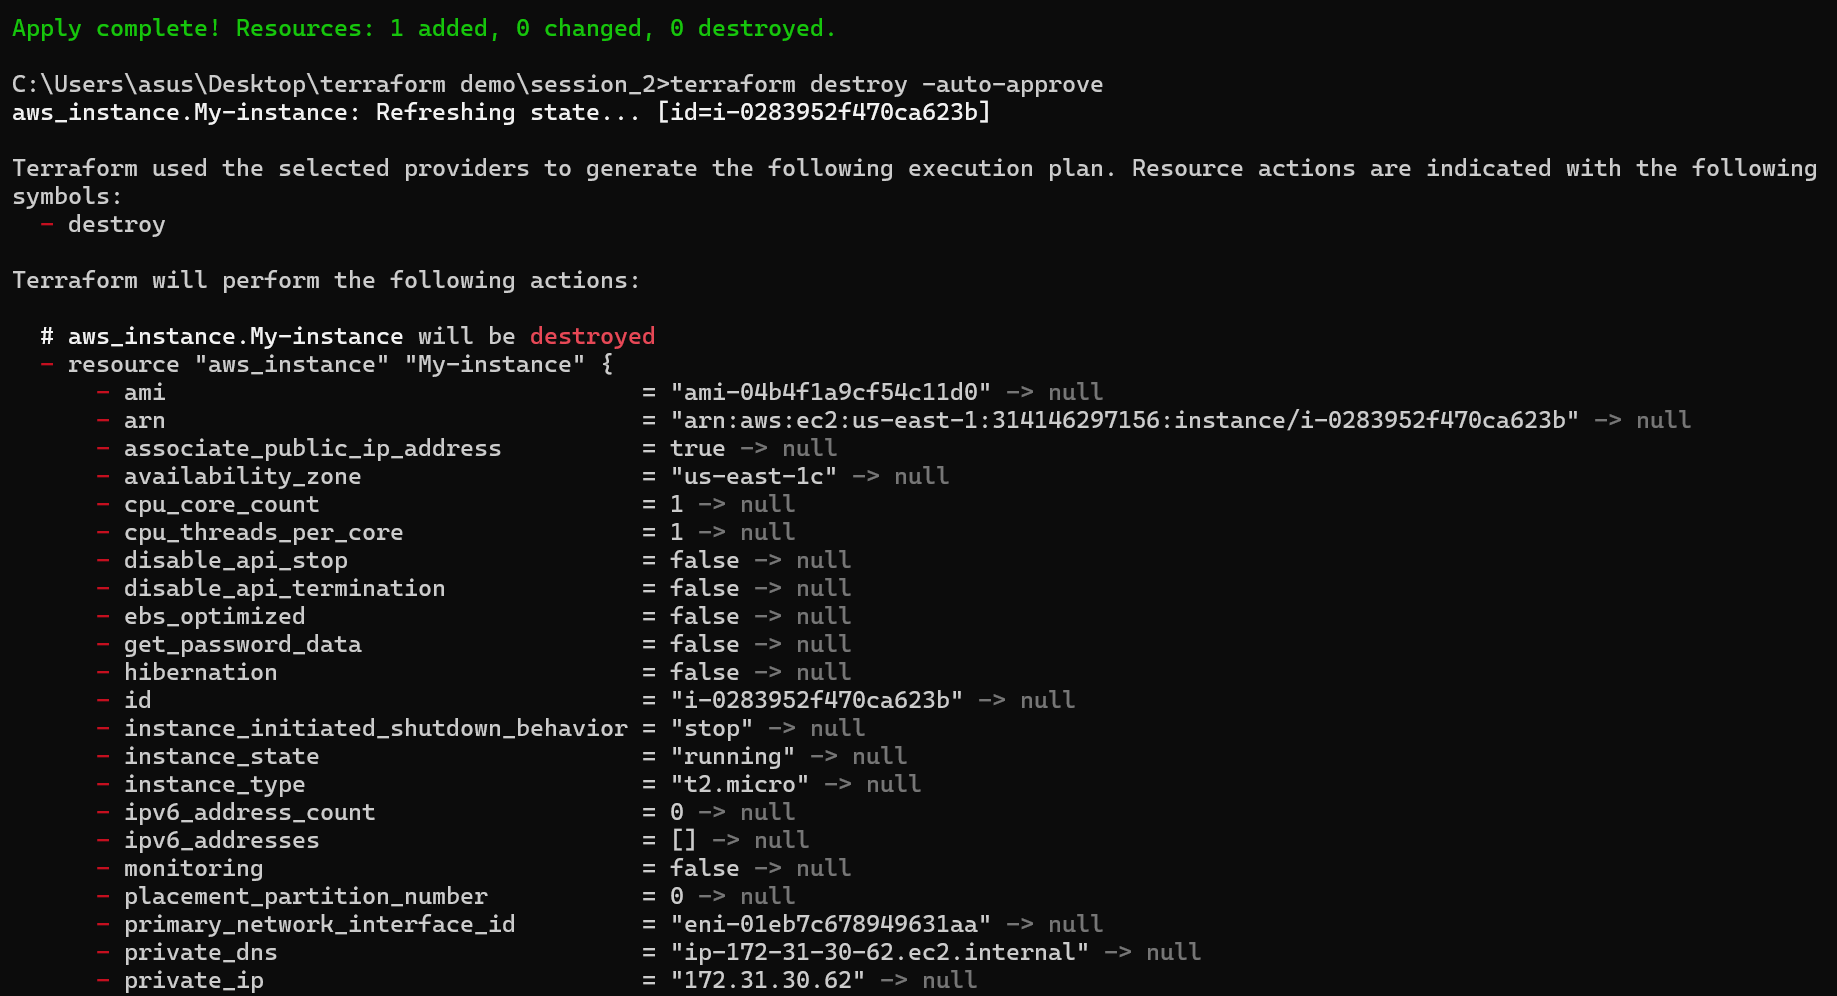 Apply complete! Resources: 1 added, 0 changed, 0 destroyed.
C:\Users\asus\Desktop\terraform demo\session_2>terraform destroy -auto-approve
aws_instance.My-instance: Refreshing state... [id=i-0283952f470ca623b]
Terraform used the selected providers to generate the following execution plan. Resource actions are indicated with the following
symbols:
  - destroy
Terraform will perform the following actions:
  # aws_instance.My-instance will be destroyed
  - resource "aws_instance" "My-instance" {
      - ami                                  = "ami-04b4f1a9cf54c11d0" -> null
      - arn                                  = "arn:aws:ec2:us-east-1:314146297156:instance/i-0283952f470ca623b" -> null
      - associate_public_ip_address          = true -> null
      - availability_zone                    = "us-east-1c" -> null
      - cpu_core_count                       = 1 -> null
      - cpu_threads_per_core                 = 1 -> null
      - disable_api_stop                     = false -> null
      - disable_api_termination              = false -> null
      - ebs_optimized                        = false -> null
      - get_password_data                    = false -> null
      - hibernation                          = false -> null
      - id                                   = "i-0283952f470ca623b" -> null
      - instance_initiated_shutdown_behavior = "stop" -> null
      - instance_state                       = "running" -> null
      - instance_type                        = "t2.micro" -> null
      - ipv6_address_count                   = 0 -> null
      - ipv6_addresses                       = [] -> null
      - monitoring                           = false -> null
      - placement_partition_number           = 0 -> null
      - primary_network_interface_id         = "eni-01eb7c678949631aa" -> null
      - private_dns                          = "ip-172-31-30-62.ec2.internal" -> null
      - private_ip                           = "172.31.30.62" -> null